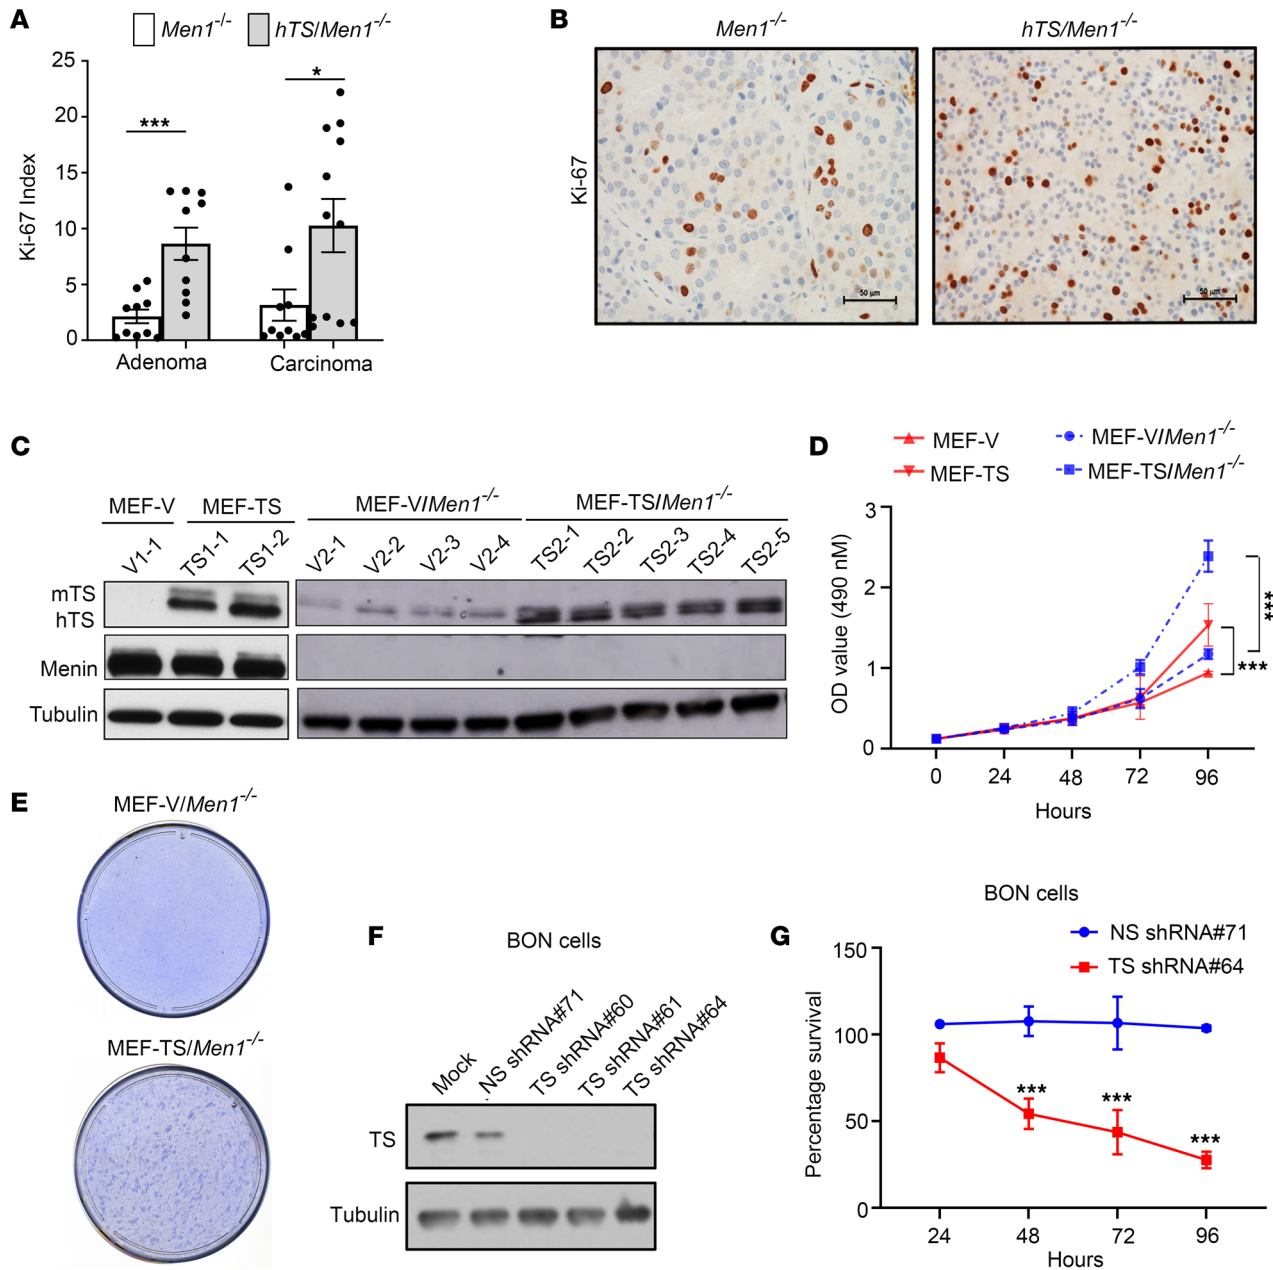 A
Men1-/-
hTS/Men1-/-
25
20
15
10
5
0
Ki-67 Index
***
*
Adenoma
Carcinoma
B
Men1-/-
hTS/Men1-/-
Ki-67
50 µm
50 µm
C
MEF-V
MEF-TS
MEF-V/Men1-/-
MEF-TS/Men1-/-
V1-1
TS1-1
TS1-2
V2-1
V2-2
V2-3
V2-4
TS2-1
TS2-2
TS2-3
TS2-4
TS2-5
mTS
hTS
Menin
Tubulin
D
MEF-V
MEF-TS
MEF-V/Men1-/-
MEF-TS/Men1-/-
3
2
1
0
OD value (490 nM)
***
***
0
24
48
72
96
Hours
E
MEF-V/Men1-/-
MEF-TS/Men1-/-
F
BON cells
Mock
NS shRNA#71
TS shRNA#60
TS shRNA#61
TS shRNA#64
TS
Tubulin
G
BON cells
NS shRNA#71
TS shRNA#64
150
100
50
0
Percentage survival
***
***
***
24
48
72
96
Hours